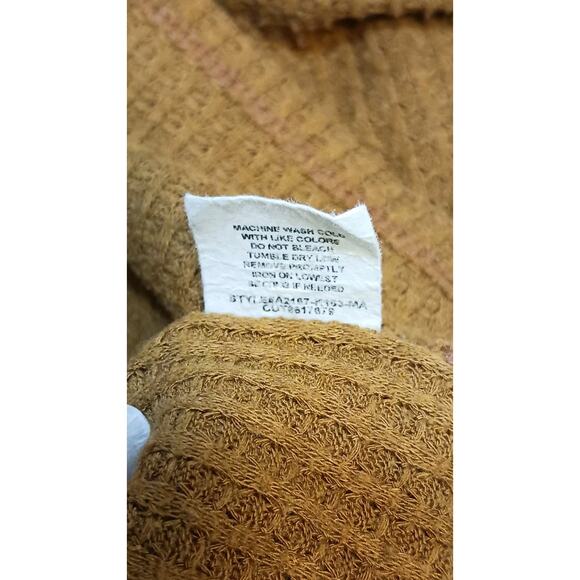 MACHINE WASH COLD
WITH LIKE COLORS
DO NOT BLEACH
TUMBLE DRY LOW
REMOVE PROMPTLY
IRON ON LOWEST
SETTING IF NEEDED